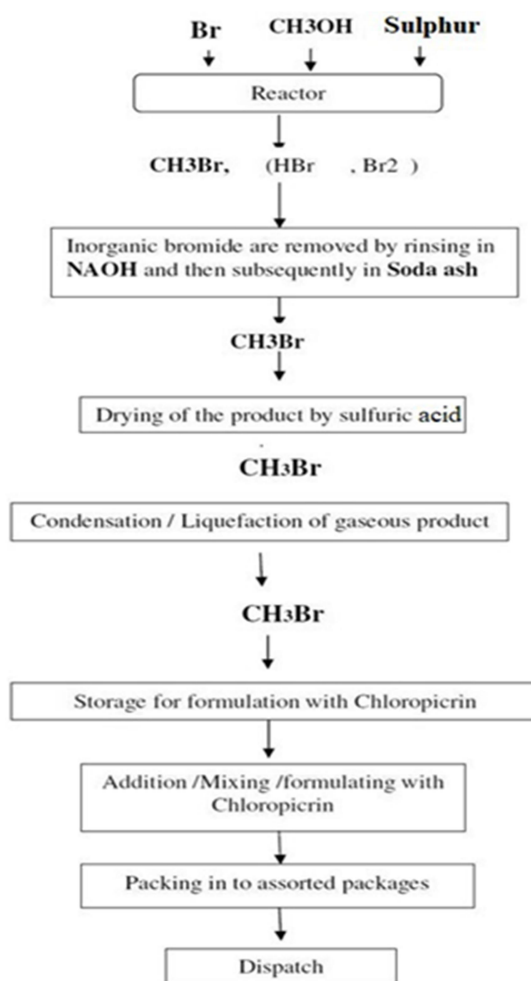 Br CH3OH Sulphur
Reactor
CH3Br, (HBr , Br2 )
Inorganic bromide are removed by rinsing in
NAOH and then subsequently in Soda ash
CH3Br
Drying of the product by sulfuric acid
CH₃Br
Condensation / Liquefaction of gaseous product
CH₃Br
Storage for formulation with Chloropicrin
Addition /Mixing /formulating with
Chloropicrin
Packing in to assorted packages
Dispatch